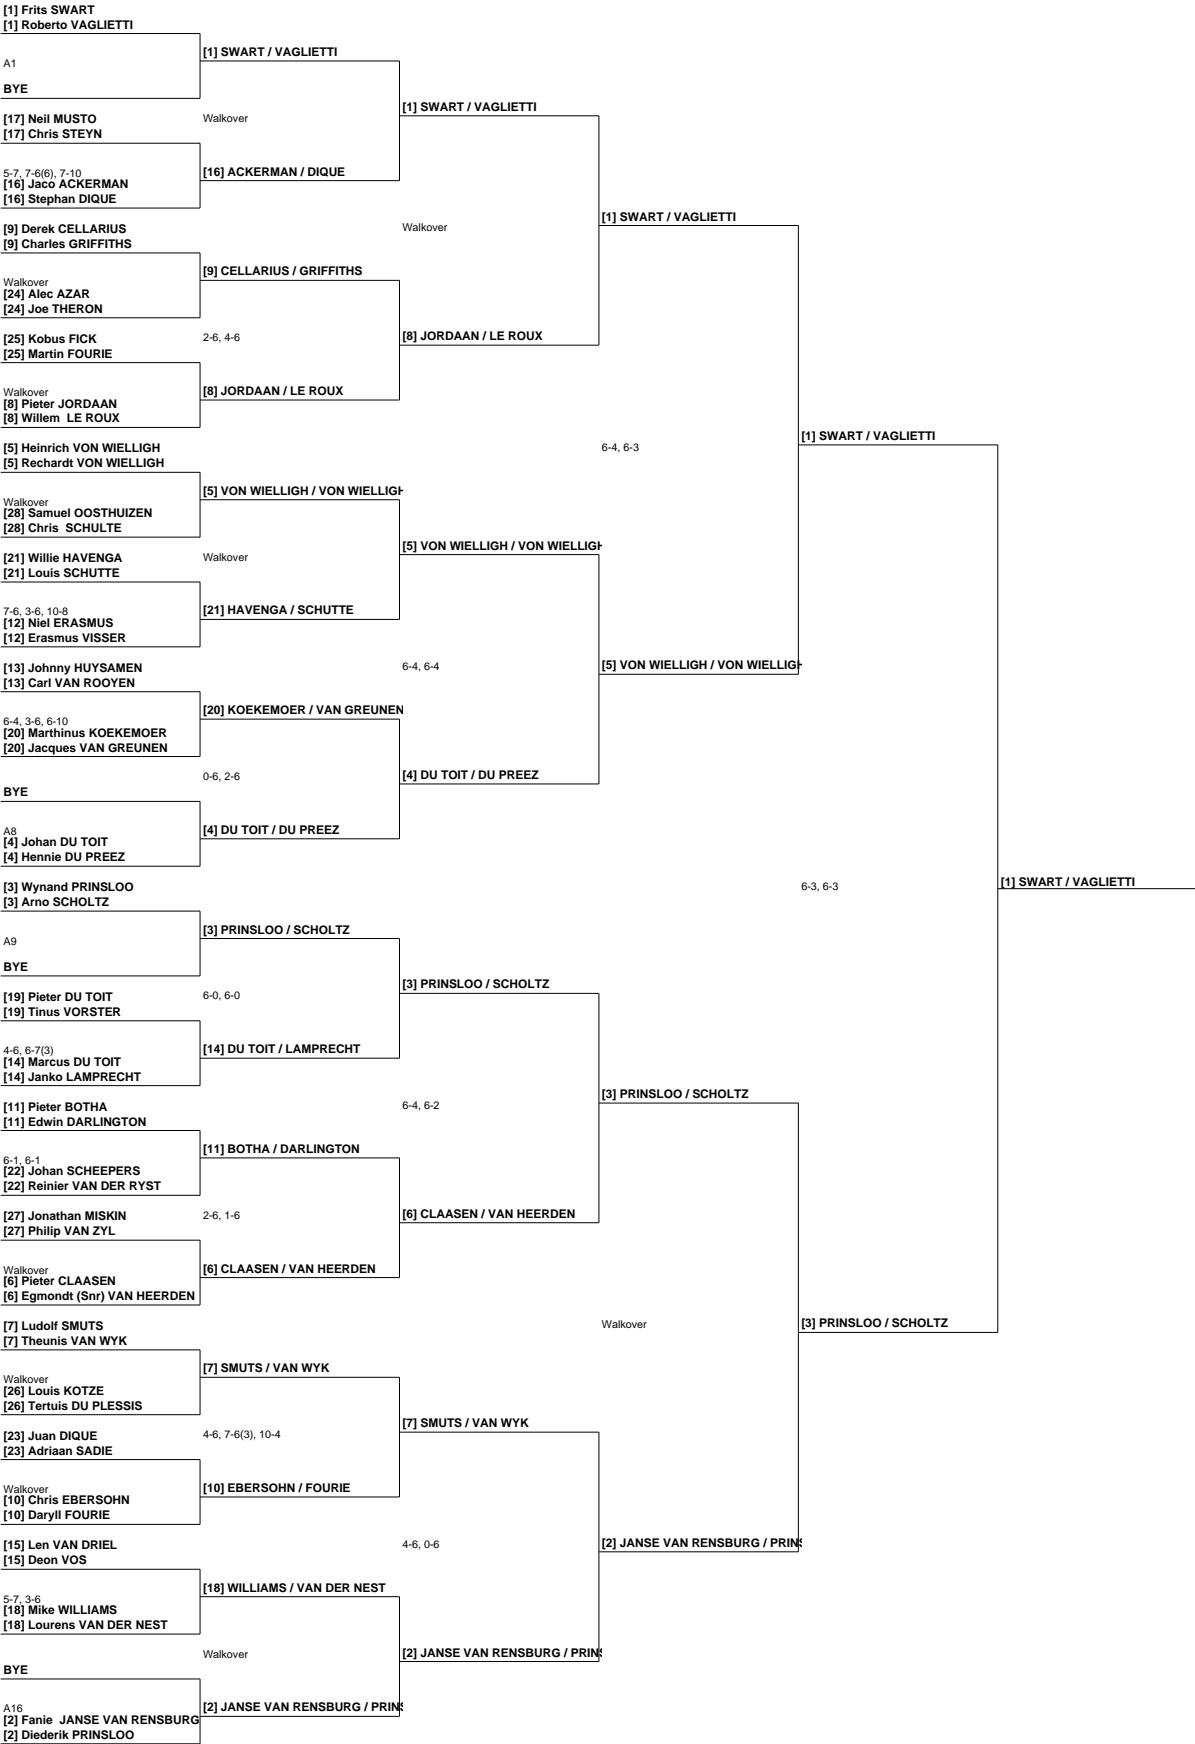 [1] Frits SWART
[1] Roberto VAGLIETTI
[1] SWART / VAGLIETTI
A1
BYE
[1] SWART / VAGLIETTI
[17] Neil MUSTO
Walkover
[17] Chris STEYN
5-7, 7-6(6), 7-10
[16] ACKERMAN / DIQUE
[16] Jaco ACKERMAN
[16] Stephan DIQUE
[1] SWART / VAGLIETTI
[9] Derek CELLARIUS
Walkover
[9] Charles GRIFFITHS
[9] CELLARIUS / GRIFFITHS
Walkover
[24] Alec AZAR
[24] Joe THERON
[25] Kobus FICK
2-6, 4-6
[8] JORDAAN / LE ROUX
[25] Martin FOURIE
Walkover
[8] JORDAAN / LE ROUX
[8] Pieter JORDAAN
[8] Willem LE ROUX
[1] SWART / VAGLIETTI
[5] Heinrich VON WIELLIGH
6-4, 6-3
[5] Rechardt VON WIELLIGH
[5] VON WIELLIGH / VON WIELLIGH
Walkover
[28] Samuel OOSTHUIZEN
[28] Chris SCHULTE
[5] VON WIELLIGH / VON WIELLIGH
[21] Willie HAVENGA
Walkover
[21] Louis SCHUTTE
7-6, 3-6, 10-8
[21] HAVENGA / SCHUTTE
[12] Niel ERASMUS
[12] Erasmus VISSER
[13] Johnny HUYSAMEN
6-4, 6-4
[5] VON WIELLIGH / VON WIELLIGH
[13] Carl VAN ROOYEN
[20] KOEKEMOER / VAN GREUNEN
6-4, 3-6, 6-10
[20] Marthinus KOEKEMOER
[20] Jacques VAN GREUNEN
0-6, 2-6
[4] DU TOIT / DU PREEZ
BYE
A8
[4] DU TOIT / DU PREEZ
[4] Johan DU TOIT
[4] Hennie DU PREEZ
[3] Wynand PRINSLOO
6-3, 6-3
[1] SWART / VAGLIETTI
[3] Arno SCHOLTZ
[3] PRINSLOO / SCHOLTZ
A9
BYE
[3] PRINSLOO / SCHOLTZ
[19] Pieter DU TOIT
6-0, 6-0
[19] Tinus VORSTER
4-6, 6-7(3)
[14] DU TOIT / LAMPRECHT
[14] Marcus DU TOIT
[14] Janko LAMPRECHT
[3] PRINSLOO / SCHOLTZ
[11] Pieter BOTHA
6-4, 6-2
[11] Edwin DARLINGTON
[11] BOTHA / DARLINGTON
6-1, 6-1
[22] Johan SCHEEPERS
[22] Reinier VAN DER RYST
[27] Jonathan MISKIN
2-6, 1-6
[6] CLAASEN / VAN HEERDEN
[27] Philip VAN ZYL
Walkover
[6] CLAASEN / VAN HEERDEN
[6] Pieter CLAASEN
[6] Egmondt (Snr) VAN HEERDEN
[7] Ludolf SMUTS
Walkover
[3] PRINSLOO / SCHOLTZ
[7] Theunis VAN WYK
[7] SMUTS / VAN WYK
Walkover
[26] Louis KOTZE
[26] Tertuis DU PLESSIS
[7] SMUTS / VAN WYK
[23] Juan DIQUE
4-6, 7-6(3), 10-4
[23] Adriaan SADIE
Walkover
[10] EBERSOHN / FOURIE
[10] Chris EBERSOHN
[10] Daryll FOURIE
[15] Len VAN DRIEL
4-6, 0-6
[2] JANSE VAN RENSBURG / PRINS
[15] Deon VOS
[18] WILLIAMS / VAN DER NEST
5-7, 3-6
[18] Mike WILLIAMS
[18] Lourens VAN DER NEST
Walkover
[2] JANSE VAN RENSBURG / PRINS
BYE
A16
[2] JANSE VAN RENSBURG / PRINS
[2] Fanie JANSE VAN RENSBURG
[2] Diederik PRINSLOO